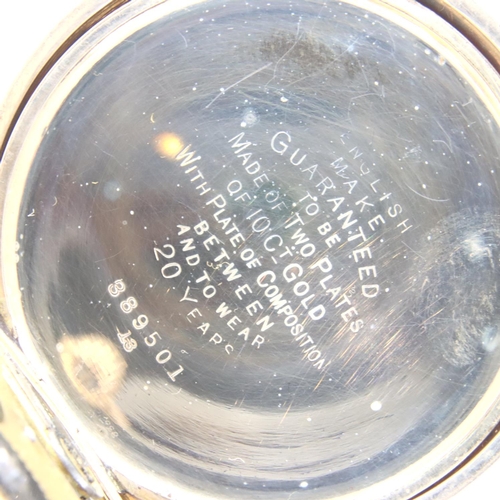 ENGLISH
MAKE.
GUARANTEED
TO BE
MADE OF TWO PLATES
OF 10 CT GOLD
WITH PLATE OF COMPOSITION
BETWEEN
AND TO WEAR
20 YEARS
889501